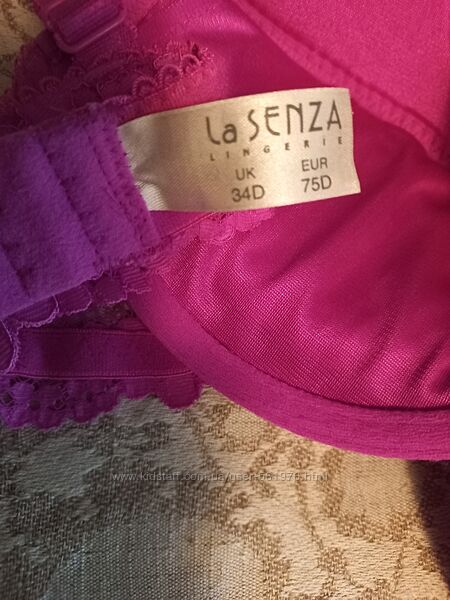 La SENZA
LINGERIE
UK EUR
34D 75D